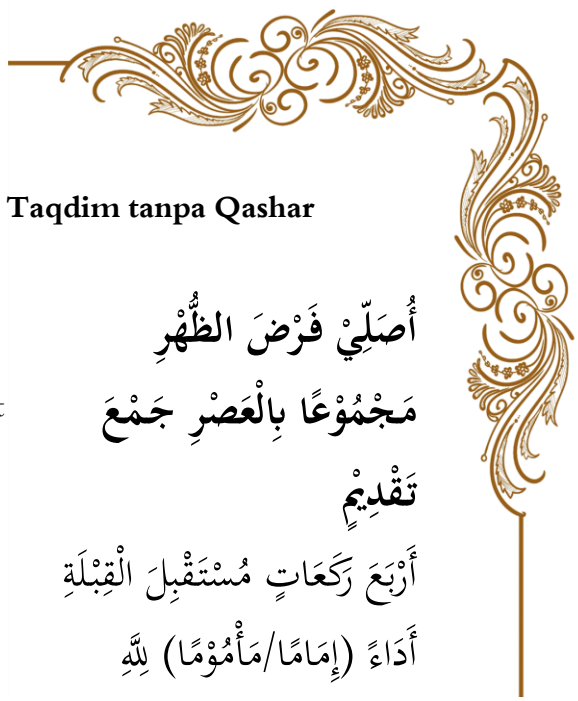 Taqdim tanpa Qashar
أُصَلِّيْ فَرْضَ الظُّهْرِ
مَجْمُوْعًا بِالْعَصْرِ جَمْعَ
تَقْدِيْمٍ
أَرْبَعَ رَكَعَاتٍ مُسْتَقْبِلَ الْقِبْلَةِ
أَدَاءً (إِمَامًا/مَأْمُوْمًا) لِلَّهِ